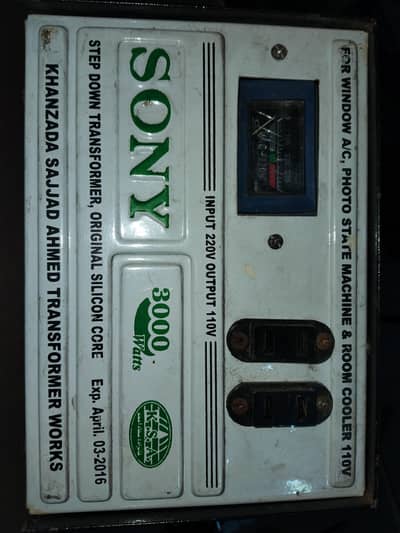 FOR WINDOW A/C, PHOTO STATE MACHINE & ROOM COOLER 110V
INPUT 220V OUTPUT 110V
SONY
3000
Watts
STEP DOWN TRANSFORMER, ORIGINAL SILICON CORE Exp. April. 03-2016
KHANZADA SAJJAD AHMED TRANSFORMER WORKS